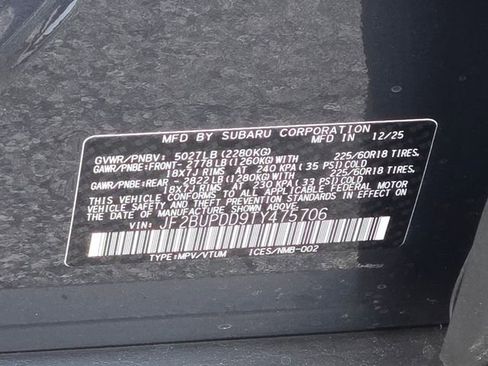 MFD BY SUBARU CORPORATION
MFD IN 12/25
GVWR/PNBV: 5027LB (2280KG)
GAWR/PNBE:FRONT- 2778LB (1260KG)WITH 225/60R18 TIRES,
18X7J RIMS AT 240 KPA (35 PSI)COLD
GAWR/PNBE:REAR -2822LB (1280KG)WITH 225/60R18 TIRES,
18X7J RIMS AT 230 KPA (33 PSI)COLD
THIS VEHICLE CONFORMS TO ALL APPLICABLE FEDERAL MOTOR
VEHICLE SAFETY, BUMPER, AND THEFT PREVENTION
STANDARDS IN EFFECT ON THE DATE OF MANUFACTURE SHOWN ABOVE.
VIN: JF2BUPDD9TY475706
TYPE:MPV/VTUM ICES/NMB-002